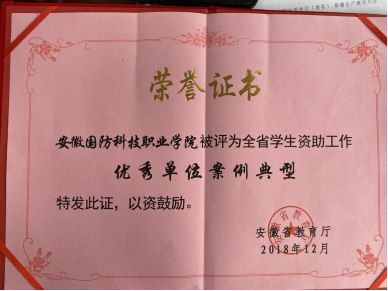 荣誉证书
安徽国防科技职业学院被评为全省学生资助工作
优秀单位案例典型
特发此证，以资鼓励。
安徽省教育厅
2018年12月